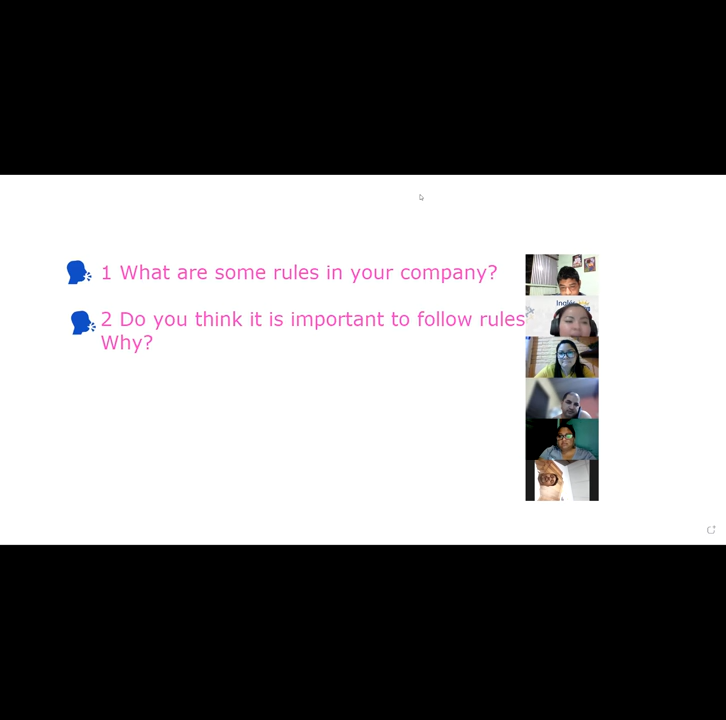 1 What are some rules in your company?
2 Do you think it is important to follow rules
Why?